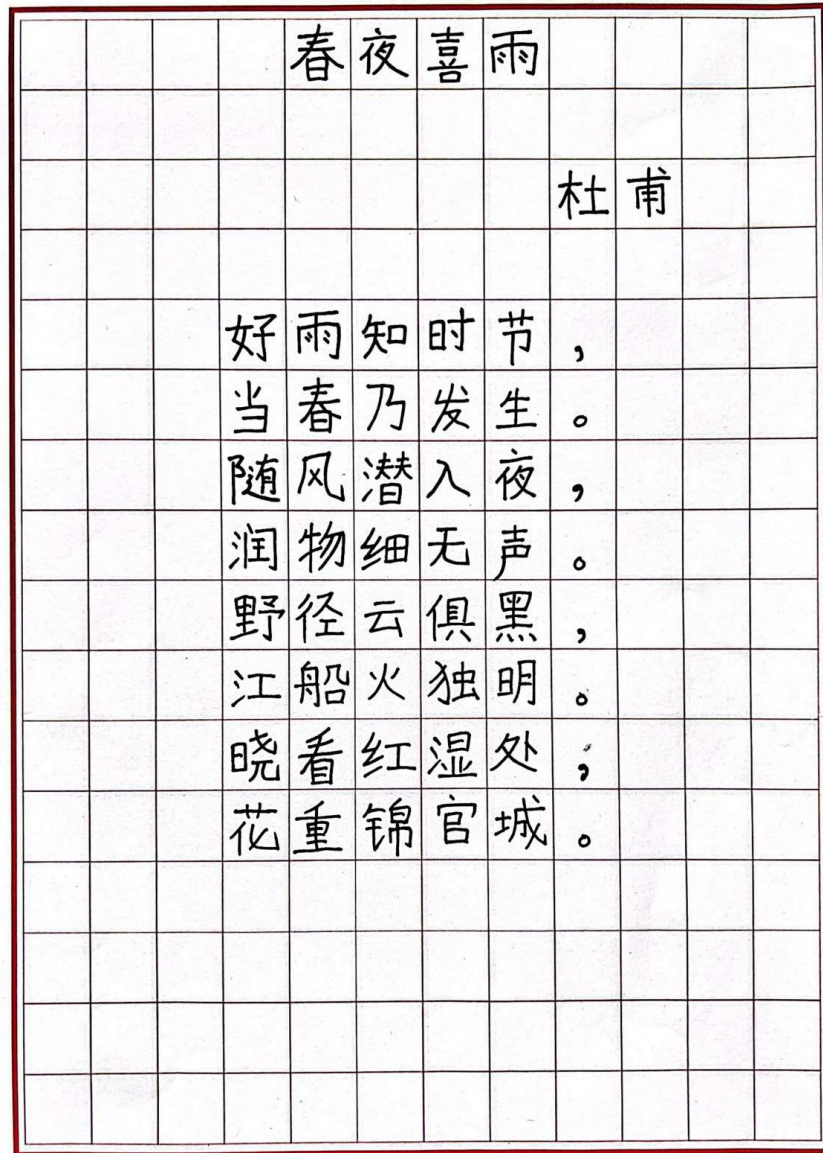 春夜喜雨
杜甫
好雨知时节，
当春乃发生。
随风潜入夜，
润物细无声。
野径云俱黑，
江船火独明。
晓看红湿处，
花重锦官城。